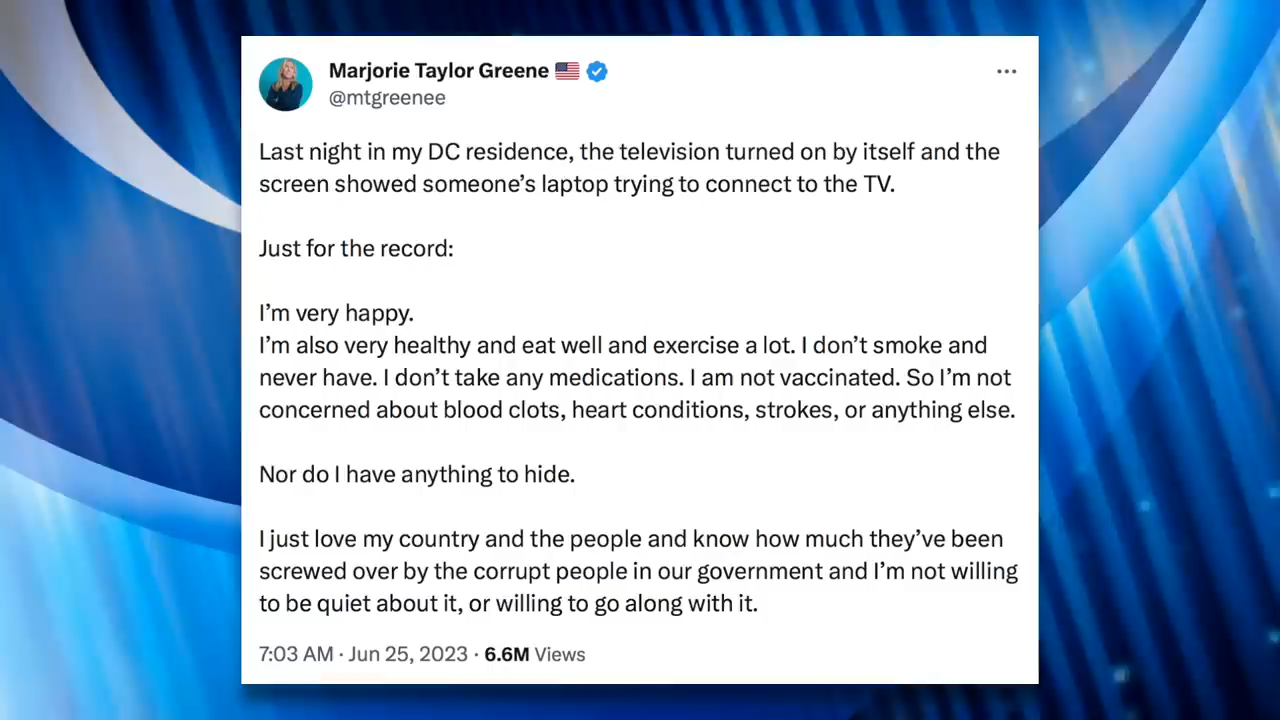 Marjorie Taylor Greene 🇺🇸
@mtgreenee
Last night in my DC residence, the television turned on by itself and the
screen showed someone’s laptop trying to connect to the TV.
Just for the record:
I’m very happy.
I’m also very healthy and eat well and exercise a lot. I don’t smoke and
never have. I don’t take any medications. I am not vaccinated. So I’m not
concerned about blood clots, heart conditions, strokes, or anything else.
Nor do I have anything to hide.
I just love my country and the people and know how much they’ve been
screwed over by the corrupt people in our government and I’m not willing
to be quiet about it, or willing to go along with it.
7:03 AM · Jun 25, 2023 · 6.6M Views